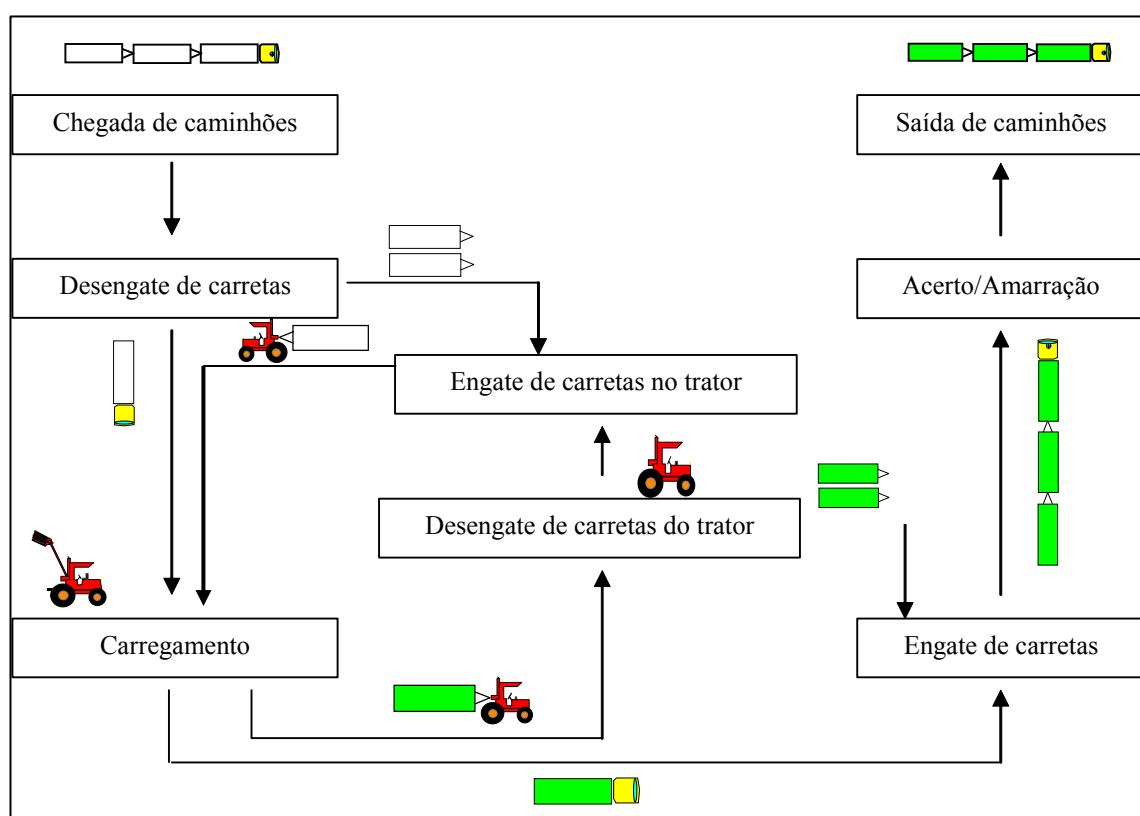 Chegada de caminhões
Saída de caminhões
Desengate de carretas
Acerto/Amarração
Engate de carretas no trator
Desengate de carretas do trator
Carregamento
Engate de carretas